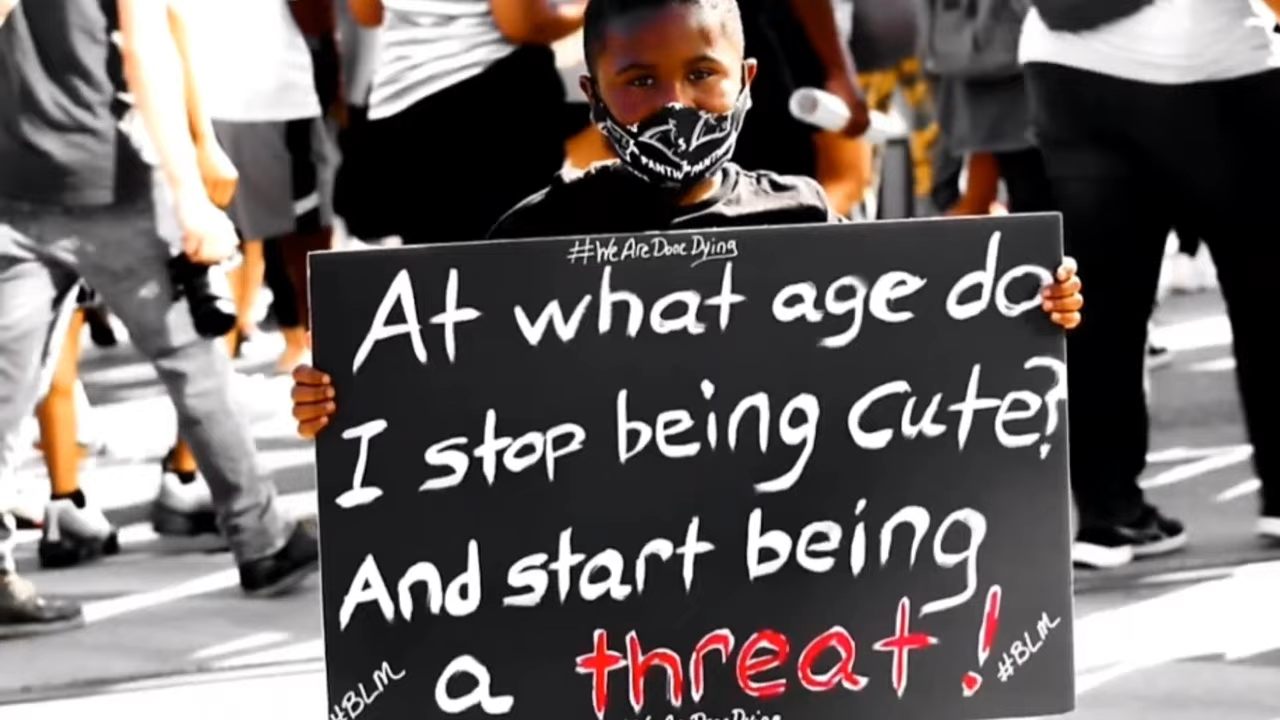 #WeAreDoneDying
At what age do
I stop being cute?
And start being
a threat!
#BLM
#BLM